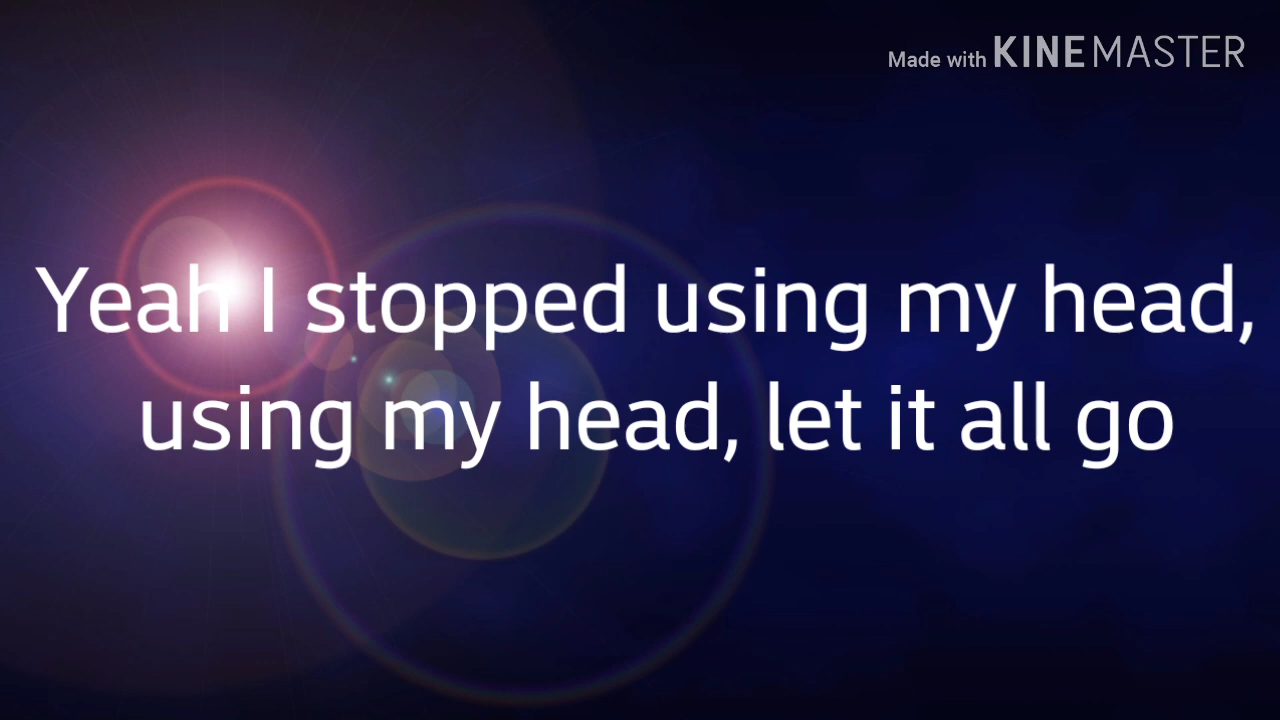 Made with KINEMASTER
Yeah I stopped using my head,
using my head, let it all go